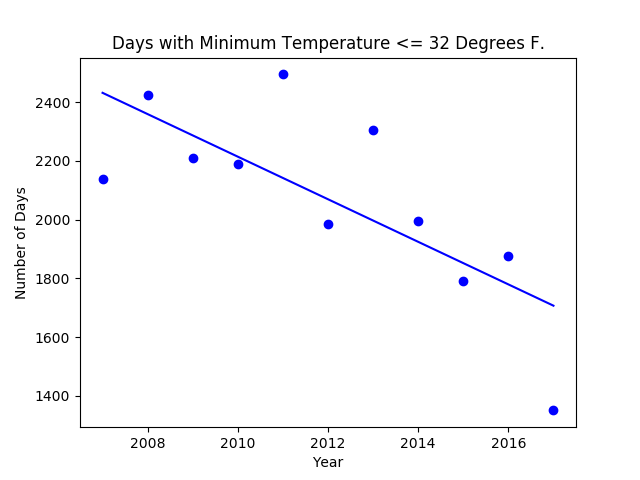 Days with Minimum Temperature <= 32 Degrees F.
2400
2200
2000
1800
1600
1400
Number of Days
2008 2010 2012 2014 2016
Year